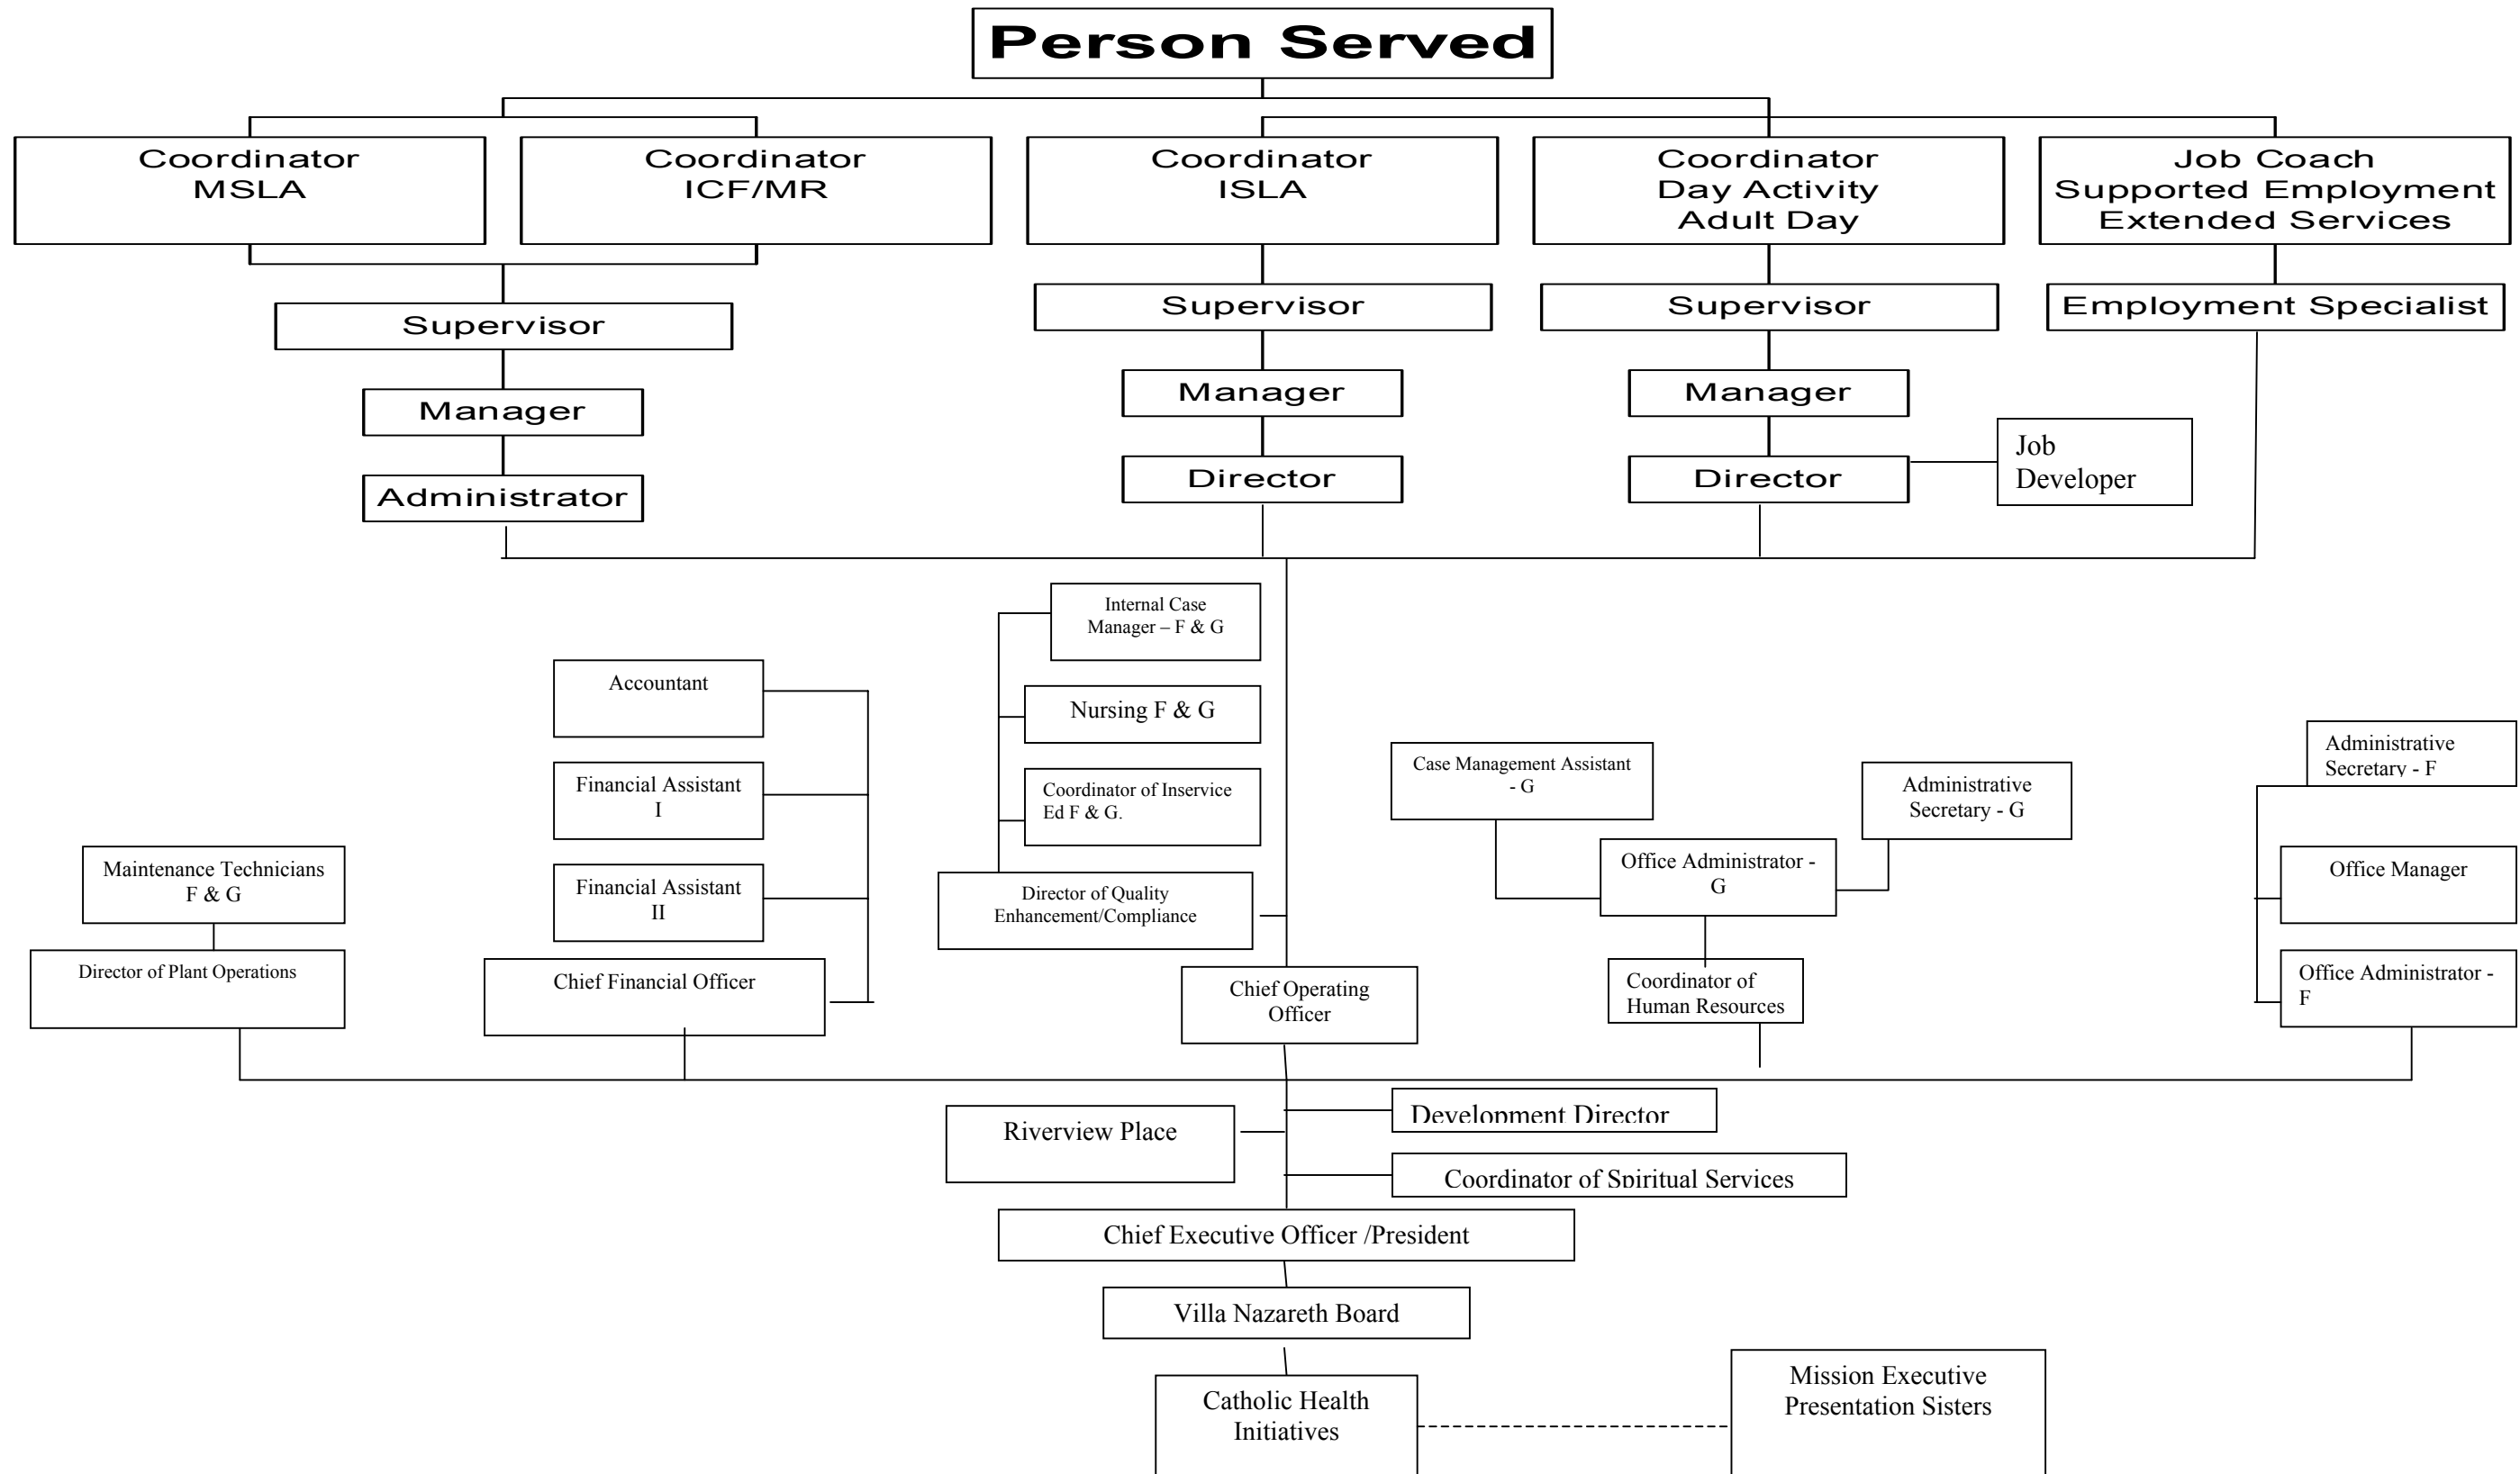 Person Served
Coordinator
MSLA
Coordinator
ICF/MR
Coordinator
ISLA
Coordinator
Day Activity
Adult Day
Job Coach
Supported Employment
Extended Services
Supervisor
Manager
Administrator
Supervisor
Manager
Director
Supervisor
Manager
Director
Employment Specialist
Job
Developer
Internal Case
Manager – F & G
Nursing F & G
Coordinator of Inservice
Ed F & G.
Director of Quality
Enhancement/Compliance
Accountant
Financial Assistant
I
Financial Assistant
II
Chief Financial Officer
Maintenance Technicians
F & G
Director of Plant Operations
Chief Operating
Officer
Case Management Assistant
- G
Administrative
Secretary - G
Office Administrator -
G
Coordinator of
Human Resources
Administrative
Secretary - F
Office Manager
Office Administrator -
F
Development Director
Riverview Place
Coordinator of Spiritual Services
Chief Executive Officer /President
Villa Nazareth Board
Catholic Health
Initiatives
Mission Executive
Presentation Sisters